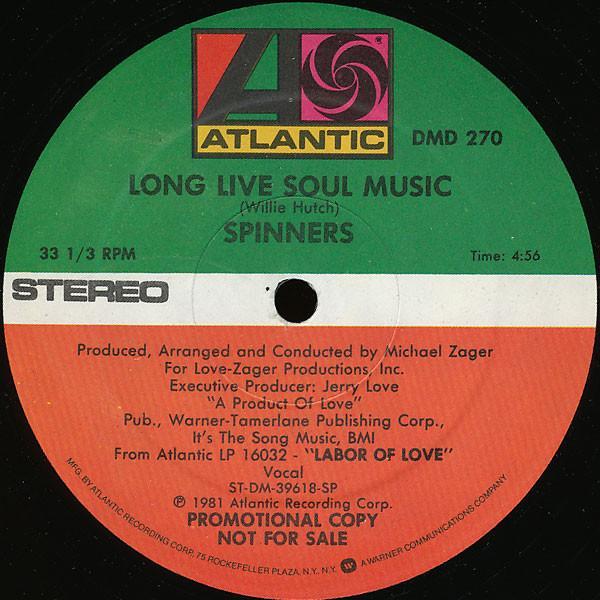 ATLANTIC
DMD 270
LONG LIVE SOUL MUSIC
(Willie Hutch)
SPINNERS
33 1/3 RPM
Time: 4:56
STEREO
Produced, Arranged and Conducted by Michael Zager
For Love-Zager Productions, Inc.
Executive Producer: Jerry Love
"A Product Of Love"
Pub., Warner-Tamerlane Publishing Corp.,
It's The Song Music, BMI
From Atlantic LP 16032 - "LABOR OF LOVE"
Vocal
ST-DM-39618-SP
℗ 1981 Atlantic Recording Corp.
PROMOTIONAL COPY
NOT FOR SALE
MFG. BY ATLANTIC RECORDING CORP., 75 ROCKEFELLER PLAZA, N.Y., N.Y. A WARNER COMMUNICATIONS COMPANY